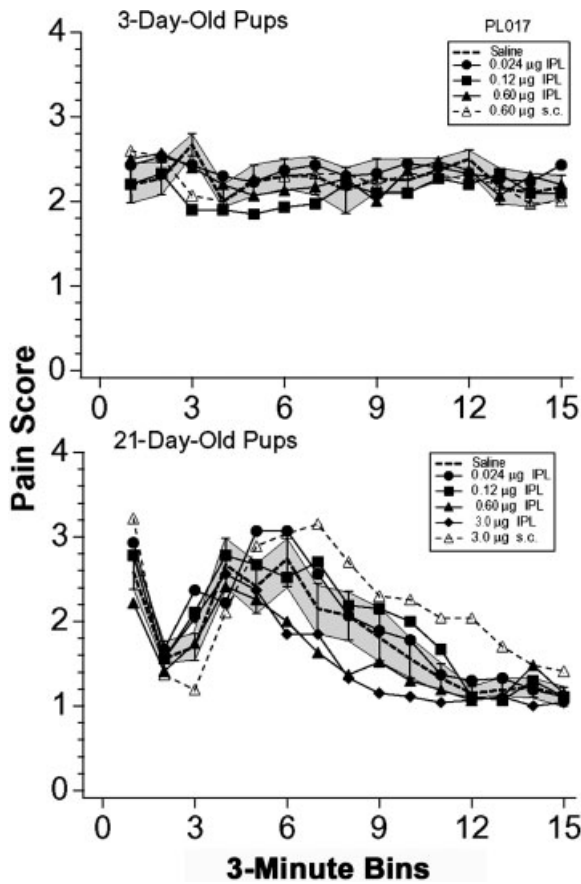 3-Day-Old Pups
PL017
Saline
0.024 µg IPL
0.12 µg IPL
0.60 µg IPL
0.60 µg s.c.
4
3
2
1
0
0 3 6 9 12 15
Pain Score
21-Day-Old Pups
Saline
0.024 µg IPL
0.12 µg IPL
0.60 µg IPL
3.0 µg IPL
3.0 µg s.c.
4
3
2
1
0
0 3 6 9 12 15
3-Minute Bins